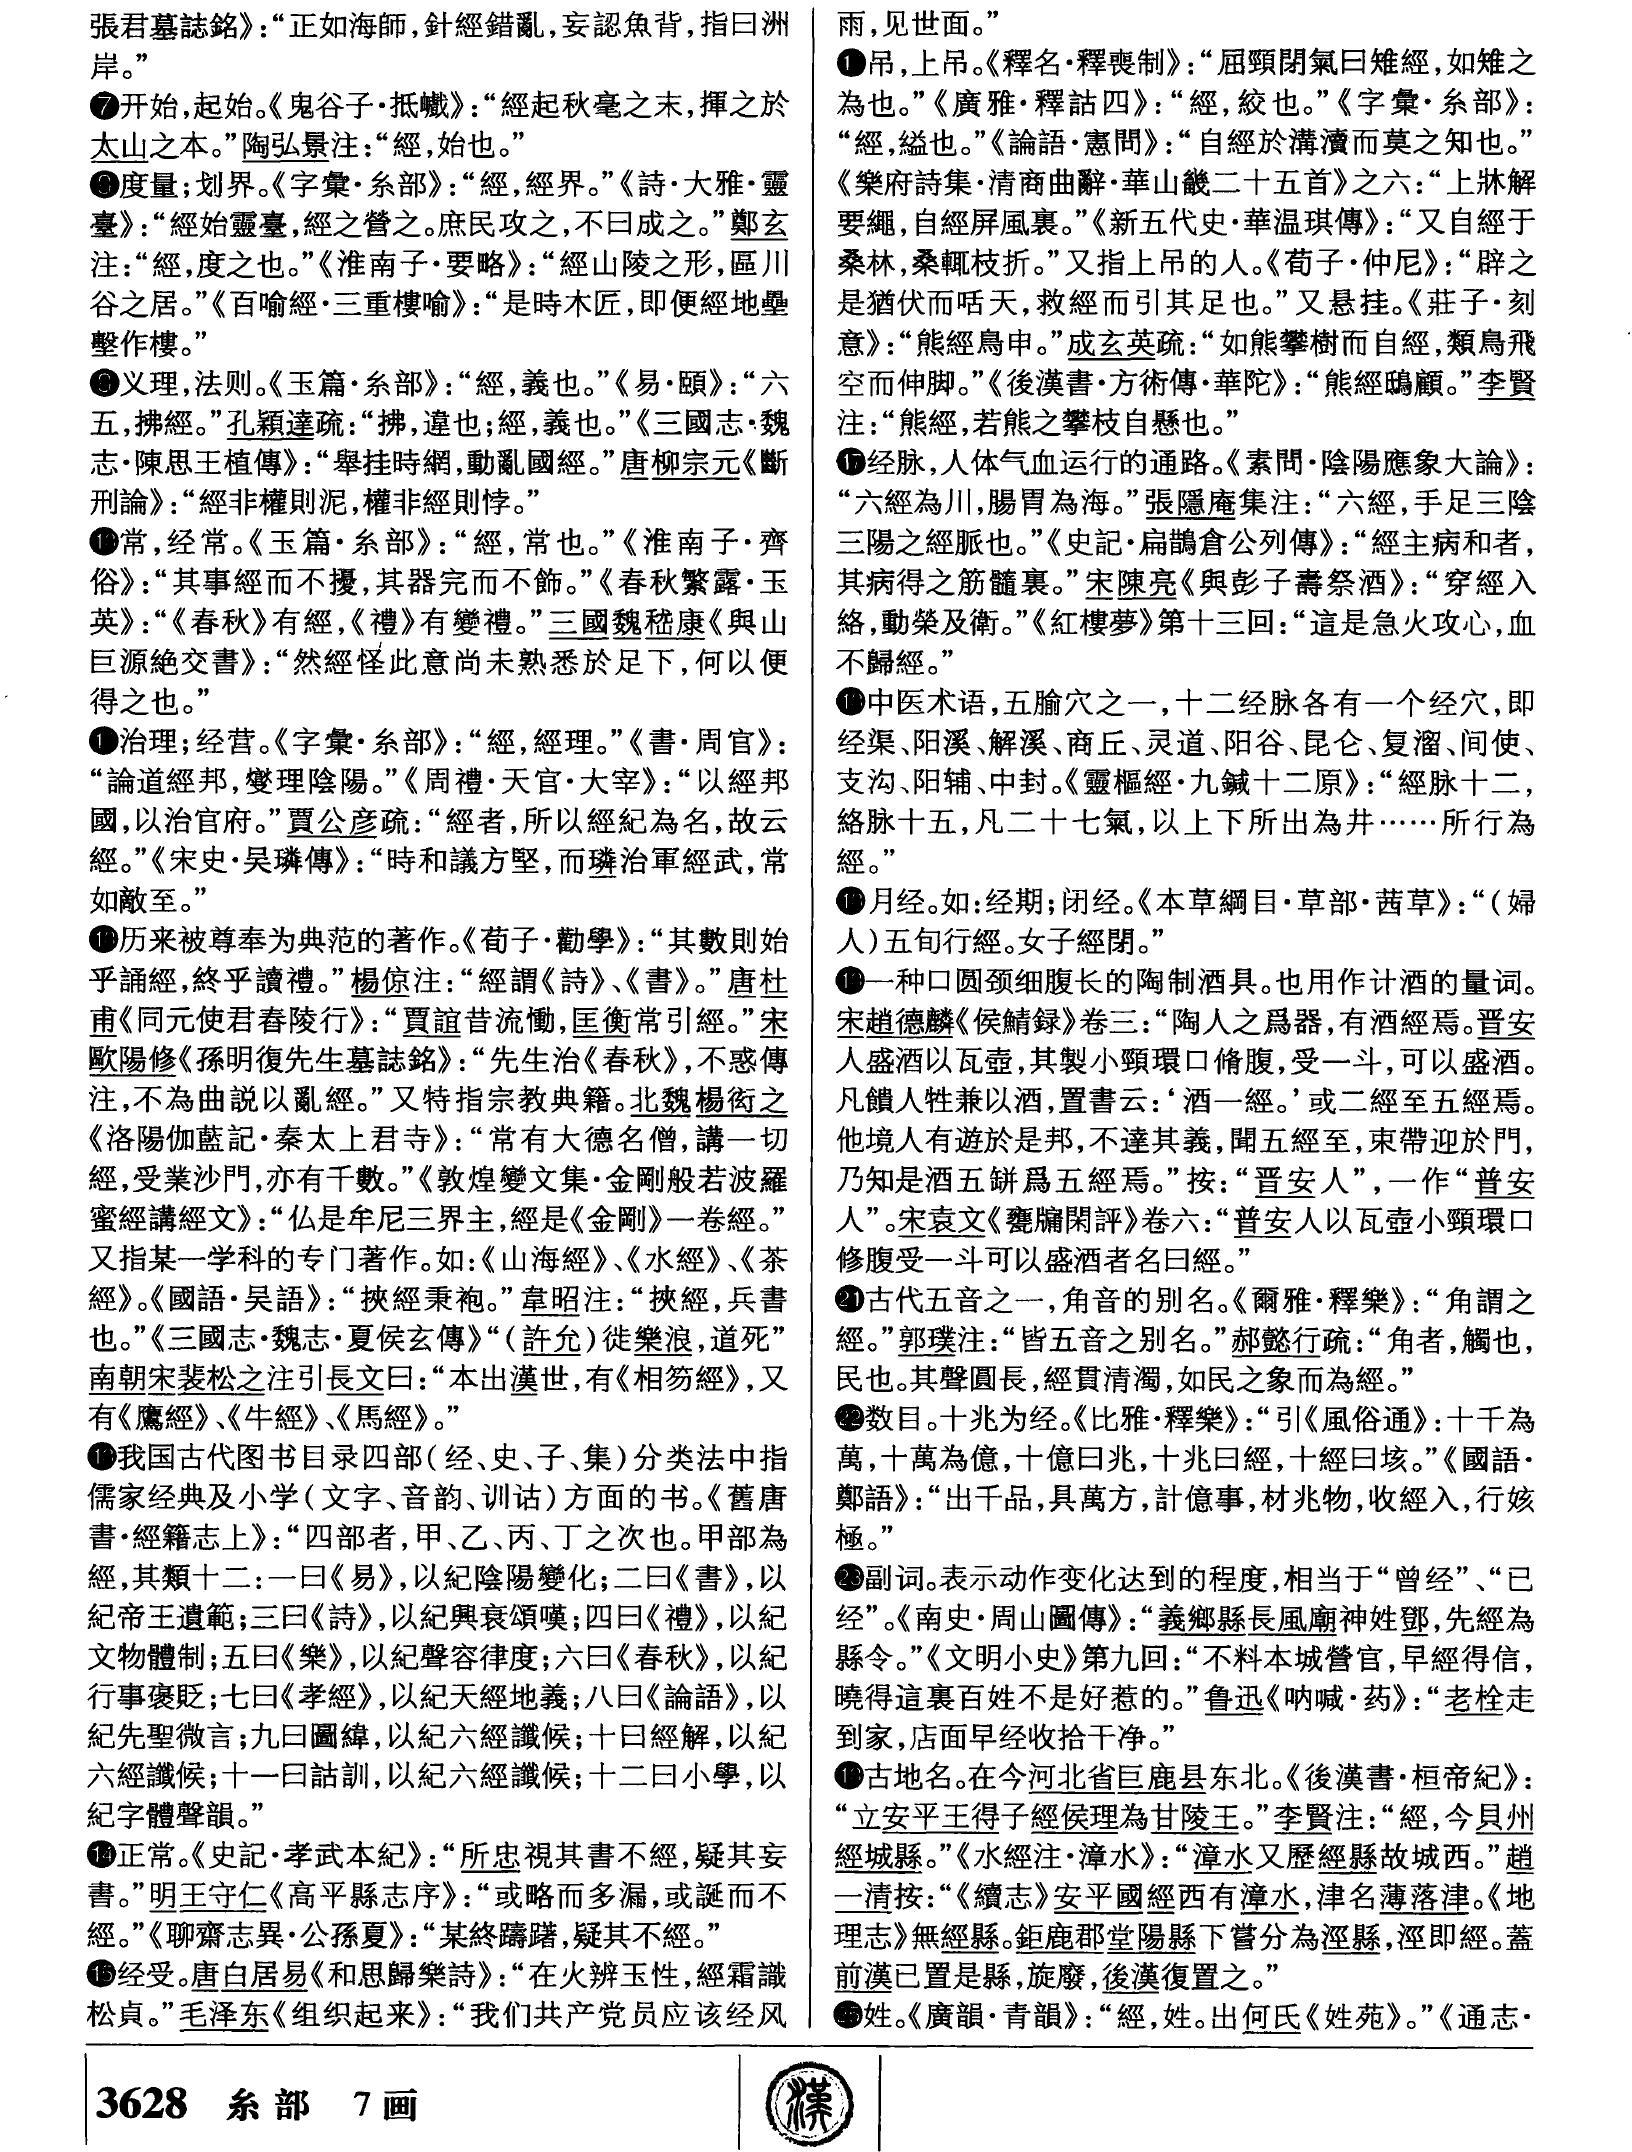 張君墓誌銘》：“正如海師，針經錯亂，妄認魚背，指曰洲
岸。”
❼开始，起始。《鬼谷子·抵巇》：“經起秋毫之末，揮之於
太山之本。”陶弘景注：“經，始也。”
❽度量；划界。《字彙·糸部》：“經，經界。”《詩·大雅·靈
臺》：“經始靈臺，經之營之。庶民攻之，不日成之。”鄭玄
注：“經，度之也。”《淮南子·要略》：“經山陵之形，區川
谷之居。”《百喻經·三重樓喻》：“是時木匠，即便經地壘
墼作樓。”
❾义理，法则。《玉篇·糸部》：“經，義也。”《易·頤》：“六
五，拂經。”孔穎達疏：“拂，違也；經，義也。”《三國志·魏
志·陳思王植傳》：“舉挂時網，動亂國經。”唐柳宗元《斷
刑論》：“經非權則泥，權非經則悖。”
❿常，经常。《玉篇·糸部》：“經，常也。”《淮南子·齊
俗》：“其事經而不擾，其器完而不飾。”《春秋繁露·玉
英》：“《春秋》有經，《禮》有變禮。”三國魏嵇康《與山
巨源絶交書》：“然經怪此意尚未熟悉於足下，何以便
得之也。”
⓫治理；经营。《字彙·糸部》：“經，經理。”《書·周官》：
“論道經邦，燮理陰陽。”《周禮·天官·大宰》：“以經邦
國，以治官府。”賈公彦疏：“經者，所以經紀為名，故云
經。”《宋史·吴璘傳》：“時和議方堅，而璘治軍經武，常
如敵至。”
⓬历来被尊奉为典范的著作。《荀子·勸學》：“其數則始
乎誦經，終乎讀禮。”楊倞注：“經謂《詩》、《書》。”唐杜
甫《同元使君舂陵行》：“賈誼昔流慟，匡衡常引經。”宋
歐陽修《孫明復先生墓誌銘》：“先生治《春秋》，不惑傳
注，不為曲説以亂經。”又特指宗教典籍。北魏楊衒之
《洛陽伽藍記·秦太上君寺》：“常有大德名僧，講一切
經，受業沙門，亦有千數。”《敦煌變文集·金剛般若波羅
蜜經講經文》：“仏是牟尼三界主，經是《金剛》一卷經。”
又指某一学科的专门著作。如：《山海經》、《水經》、《茶
經》。《國語·吴語》：“挾經秉枹。”韋昭注：“挾經，兵書
也。”《三國志·魏志·夏侯玄傳》“（許允）徙樂浪，道死”
南朝宋裴松之注引長文曰：“本出漢世，有《相笏經》，又
有《鷹經》、《牛經》、《馬經》。”
⓭我国古代图书目录四部（经、史、子、集）分类法中指
儒家经典及小学（文字、音韵、训诂）方面的书。《舊唐
書·經籍志上》：“四部者，甲、乙、丙、丁之次也。甲部為
經，其類十二：一曰《易》，以紀陰陽變化；二曰《書》，以
紀帝王遺範；三曰《詩》，以紀興衰頌嘆；四曰《禮》，以紀
文物體制；五曰《樂》，以紀聲容律度；六曰《春秋》，以紀
行事褒貶；七曰《孝經》，以紀天經地義；八曰《論語》，以
紀先聖微言；九曰圖緯，以紀六經讖候；十曰經解，以紀
六經讖候；十一曰詁訓，以紀六經讖候；十二曰小學，以
紀字體聲韻。”
⓮正常。《史記·孝武本紀》：“所忠視其書不經，疑其妄
書。”明王守仁《高平縣志序》：“或略而多漏，或誕而不
經。”《聊齋志異·公孫夏》：“某終躊躇，疑其不經。”
⓯经受。唐白居易《和思歸樂詩》：“在火辨玉性，經霜識
松貞。”毛泽东《组织起来》：“我们共产党员应该经风
雨，见世面。”
⓰吊，上吊。《釋名·釋喪制》：“屈頸閉氣曰雉經，如雉之
為也。”《廣雅·釋詁四》：“經，絞也。”《字彙·糸部》：
“經，縊也。”《論語·憲問》：“自經於溝瀆而莫之知也。”
《樂府詩集·清商曲辭·華山畿二十五首》之六：“上牀解
要繩，自經屏風裏。”《新五代史·華温琪傳》：“又自經于
桑林，桑輒枝折。”又指上吊的人。《荀子·仲尼》：“辟之
是猶伏而咶天，救經而引其足也。”又悬挂。《莊子·刻
意》：“熊經鳥申。”成玄英疏：“如熊攀樹而自經，類鳥飛
空而伸脚。”《後漢書·方術傳·華陀》：“熊經鴟顧。”李賢
注：“熊經，若熊之攀枝自懸也。”
⓱经脉，人体气血运行的通路。《素問·陰陽應象大論》：
“六經為川，腸胃為海。”張隱庵集注：“六經，手足三陰
三陽之經脈也。”《史記·扁鵲倉公列傳》：“經主病和者，
其病得之筋髓裏。”宋陳亮《與彭子壽祭酒》：“穿經入
絡，動榮及衛。”《紅樓夢》第十三回：“這是急火攻心，血
不歸經。”
⓲中医术语，五腧穴之一，十二经脉各有一个经穴，即
经渠、阳溪、解溪、商丘、灵道、阳谷、昆仑、复溜、间使、
支沟、阳辅、中封。《靈樞經·九鍼十二原》：“經脉十二，
絡脉十五，凡二十七氣，以上下所出為井……所行為
經。”
⓳月经。如：经期；闭经。《本草綱目·草部·茜草》：“（婦
人）五旬行經。女子經閉。”
⓴一种口圆颈细腹长的陶制酒具。也用作计酒的量词。
宋趙德麟《侯鯖録》卷三：“陶人之爲器，有酒經焉。晋安
人盛酒以瓦壺，其製小頸環口脩腹，受一斗，可以盛酒。
凡饋人牲兼以酒，置書云：‘酒一經。’或二經至五經焉。
他境人有遊於是邦，不達其義，聞五經至，束帶迎於門，
乃知是酒五缾爲五經焉。”按：“晋安人”，一作“普安
人”。宋袁文《甕牖閑評》卷六：“普安人以瓦壺小頸環口
修腹受一斗可以盛酒者名曰經。”
㉑古代五音之一，角音的别名。《爾雅·釋樂》：“角謂之
經。”郭璞注：“皆五音之别名。”郝懿行疏：“角者，觸也，
民也。其聲圓長，經貫清濁，如民之象而為經。”
㉒数目。十兆为经。《比雅·釋樂》：“引《風俗通》：十千為
萬，十萬為億，十億曰兆，十兆曰經，十經曰垓。”《國語·
鄭語》：“出千品，具萬方，計億事，材兆物，收經入，行姟
極。”
㉓副词。表示动作变化达到的程度，相当于“曾经”、“已
经”。《南史·周山圖傳》：“義鄉縣長風廟神姓鄧，先經為
縣令。”《文明小史》第九回：“不料本城營官，早經得信，
曉得這裏百姓不是好惹的。”鲁迅《呐喊·药》：“老栓走
到家，店面早经收拾干净。”
㉔古地名。在今河北省巨鹿县东北。《後漢書·桓帝紀》：
“立安平王得子經侯理為甘陵王。”李賢注：“經，今貝州
經城縣。”《水經注·漳水》：“漳水又歷經縣故城西。”趙
一清按：“《續志》安平國經西有漳水，津名薄落津。《地
理志》無經縣。鉅鹿郡堂陽縣下嘗分為涇縣，涇即經。蓋
前漢已置是縣，旋廢，後漢復置之。”
㉕姓。《廣韻·青韻》：“經，姓。出何氏《姓苑》。”《通志·
3628 糸部 7画
漢